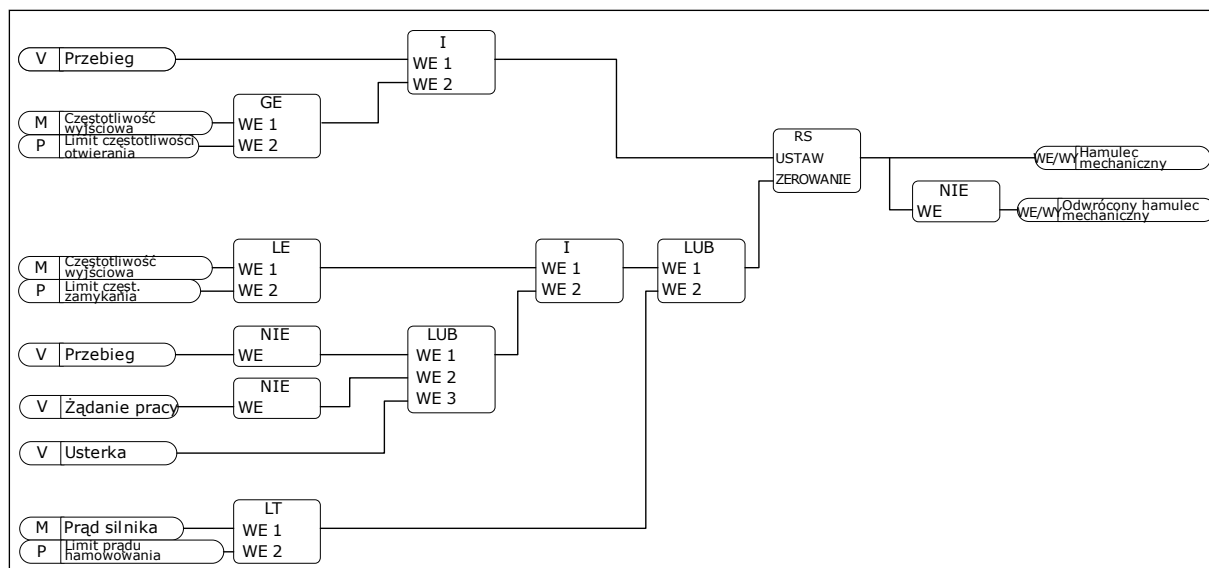 I
V Przebieg
WE 1
WE 2
GE
M Częstotliwość
wyjściowa
WE 1
P Limit częstotliwości
otwierania
WE 2
RS
USTAW
ZEROWANIE
WE/WY Hamulec
mechaniczny
NIE
WE
WE/WY Odwrócony hamulec
mechaniczny
LE
M Częstotliwość
wyjściowa
WE 1
P Limit częst.
zamykania
WE 2
I
WE 1
WE 2
LUB
WE 1
WE 2
NIE
V Przebieg
WE
NIE
V Żądanie pracy
WE
LUB
WE 1
WE 2
WE 3
V Usterka
LT
M Prąd silnika
WE 1
P Limit prądu
hamowowania
WE 2